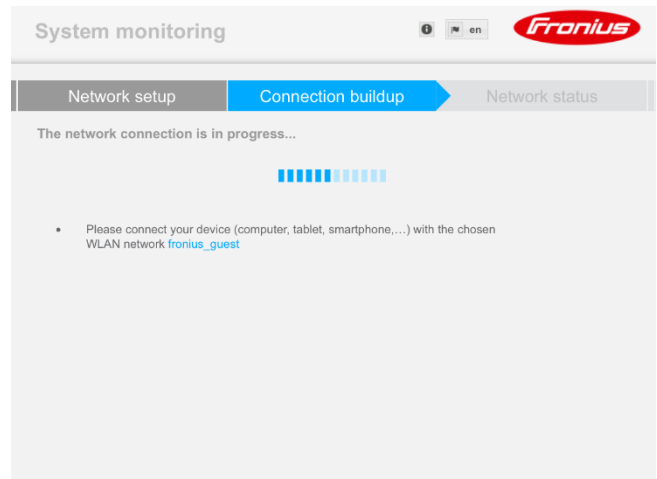 System monitoring
en
Fronius
Network setup
Connection buildup
Network status
The network connection is in progress...
• Please connect your device (computer, tablet, smartphone,...) with the chosen
WLAN network fronius_guest